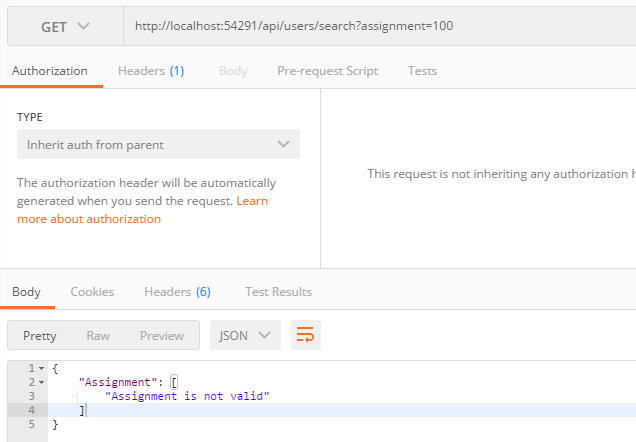 GET http://localhost:54291/api/users/search?assignment=100
Authorization Headers (1) Body Pre-request Script Tests
TYPE
Inherit auth from parent
The authorization header will be automatically
generated when you send the request. Learn
more about authorization
This request is not inheriting any authorization
Body Cookies Headers (6) Test Results
Pretty Raw Preview JSON
1 {
2 "Assignment": [
3 "Assignment is not valid"
4 ]
5 }